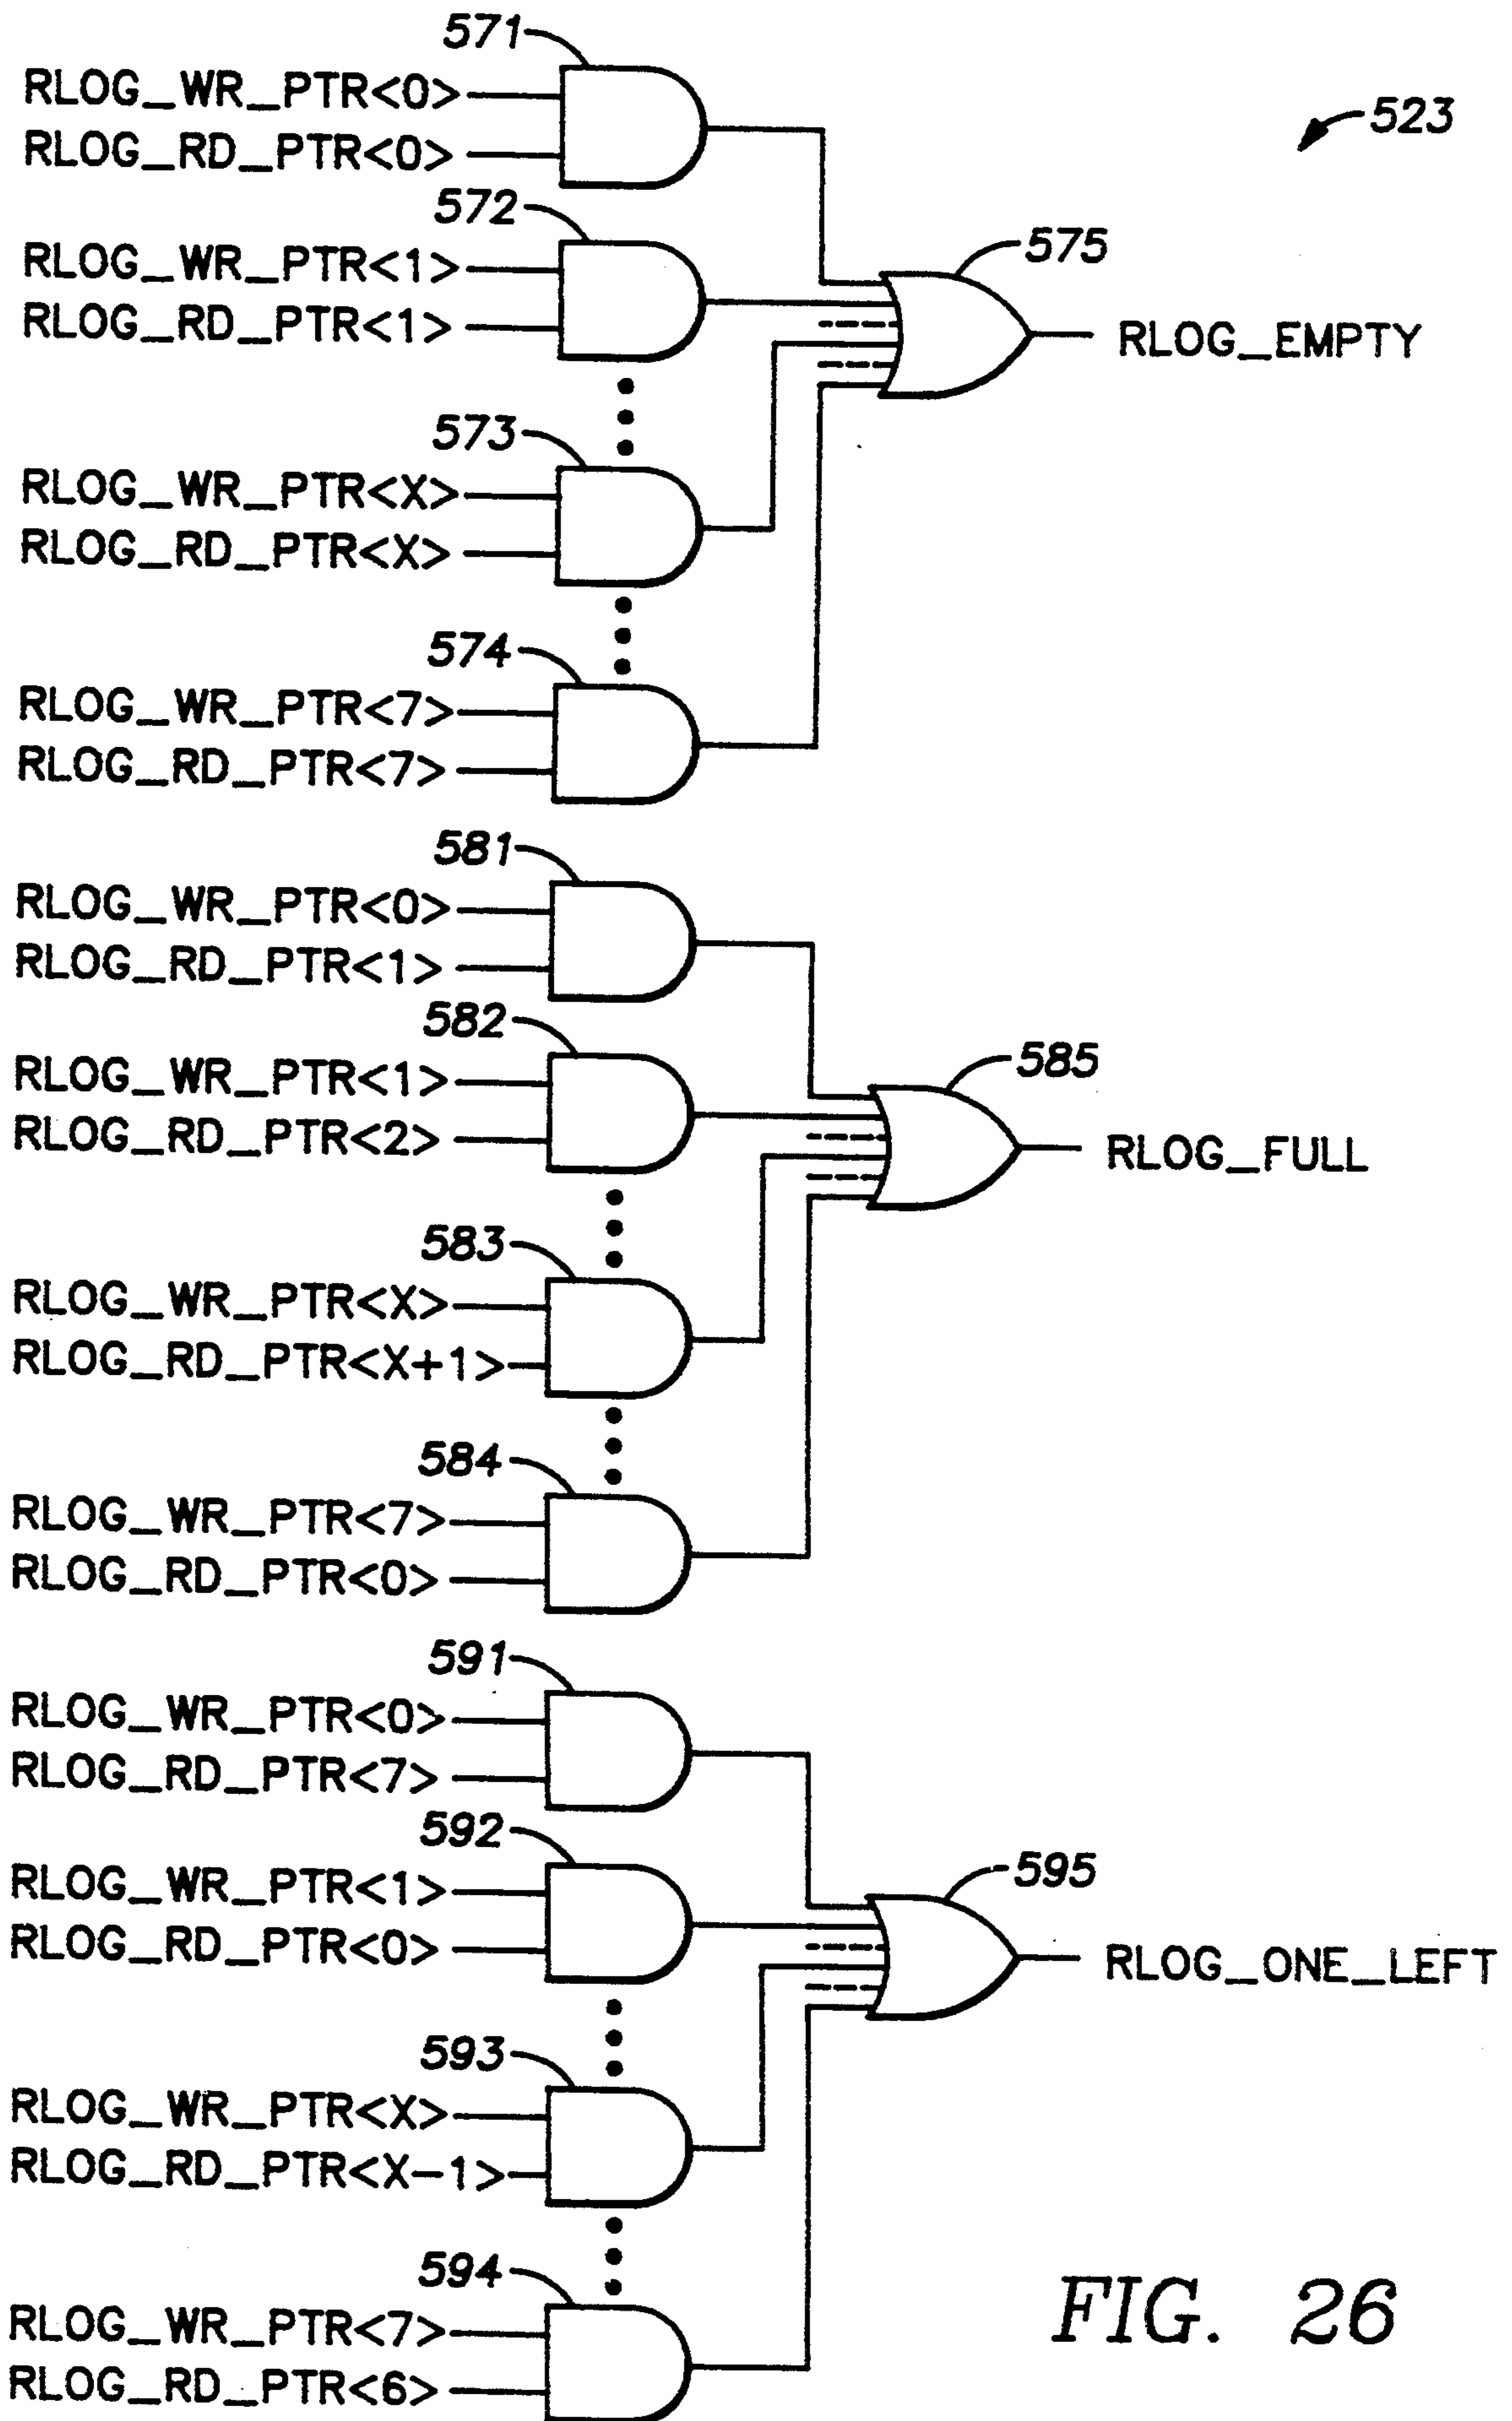 571
RLOG_WR_PTR<0>
RLOG_RD_PTR<0>
523
572
RLOG_WR_PTR<1>
RLOG_RD_PTR<1>
575
RLOG_EMPTY
573
RLOG_WR_PTR<X>
RLOG_RD_PTR<X>
574
RLOG_WR_PTR<7>
RLOG_RD_PTR<7>
581
RLOG_WR_PTR<0>
RLOG_RD_PTR<1>
582
RLOG_WR_PTR<1>
RLOG_RD_PTR<2>
585
RLOG_FULL
583
RLOG_WR_PTR<X>
RLOG_RD_PTR<X+1>
584
RLOG_WR_PTR<7>
RLOG_RD_PTR<0>
591
RLOG_WR_PTR<0>
RLOG_RD_PTR<7>
592
RLOG_WR_PTR<1>
RLOG_RD_PTR<0>
595
RLOG_ONE_LEFT
593
RLOG_WR_PTR<X>
RLOG_RD_PTR<X-1>
594
RLOG_WR_PTR<7>
RLOG_RD_PTR<6>
FIG. 26